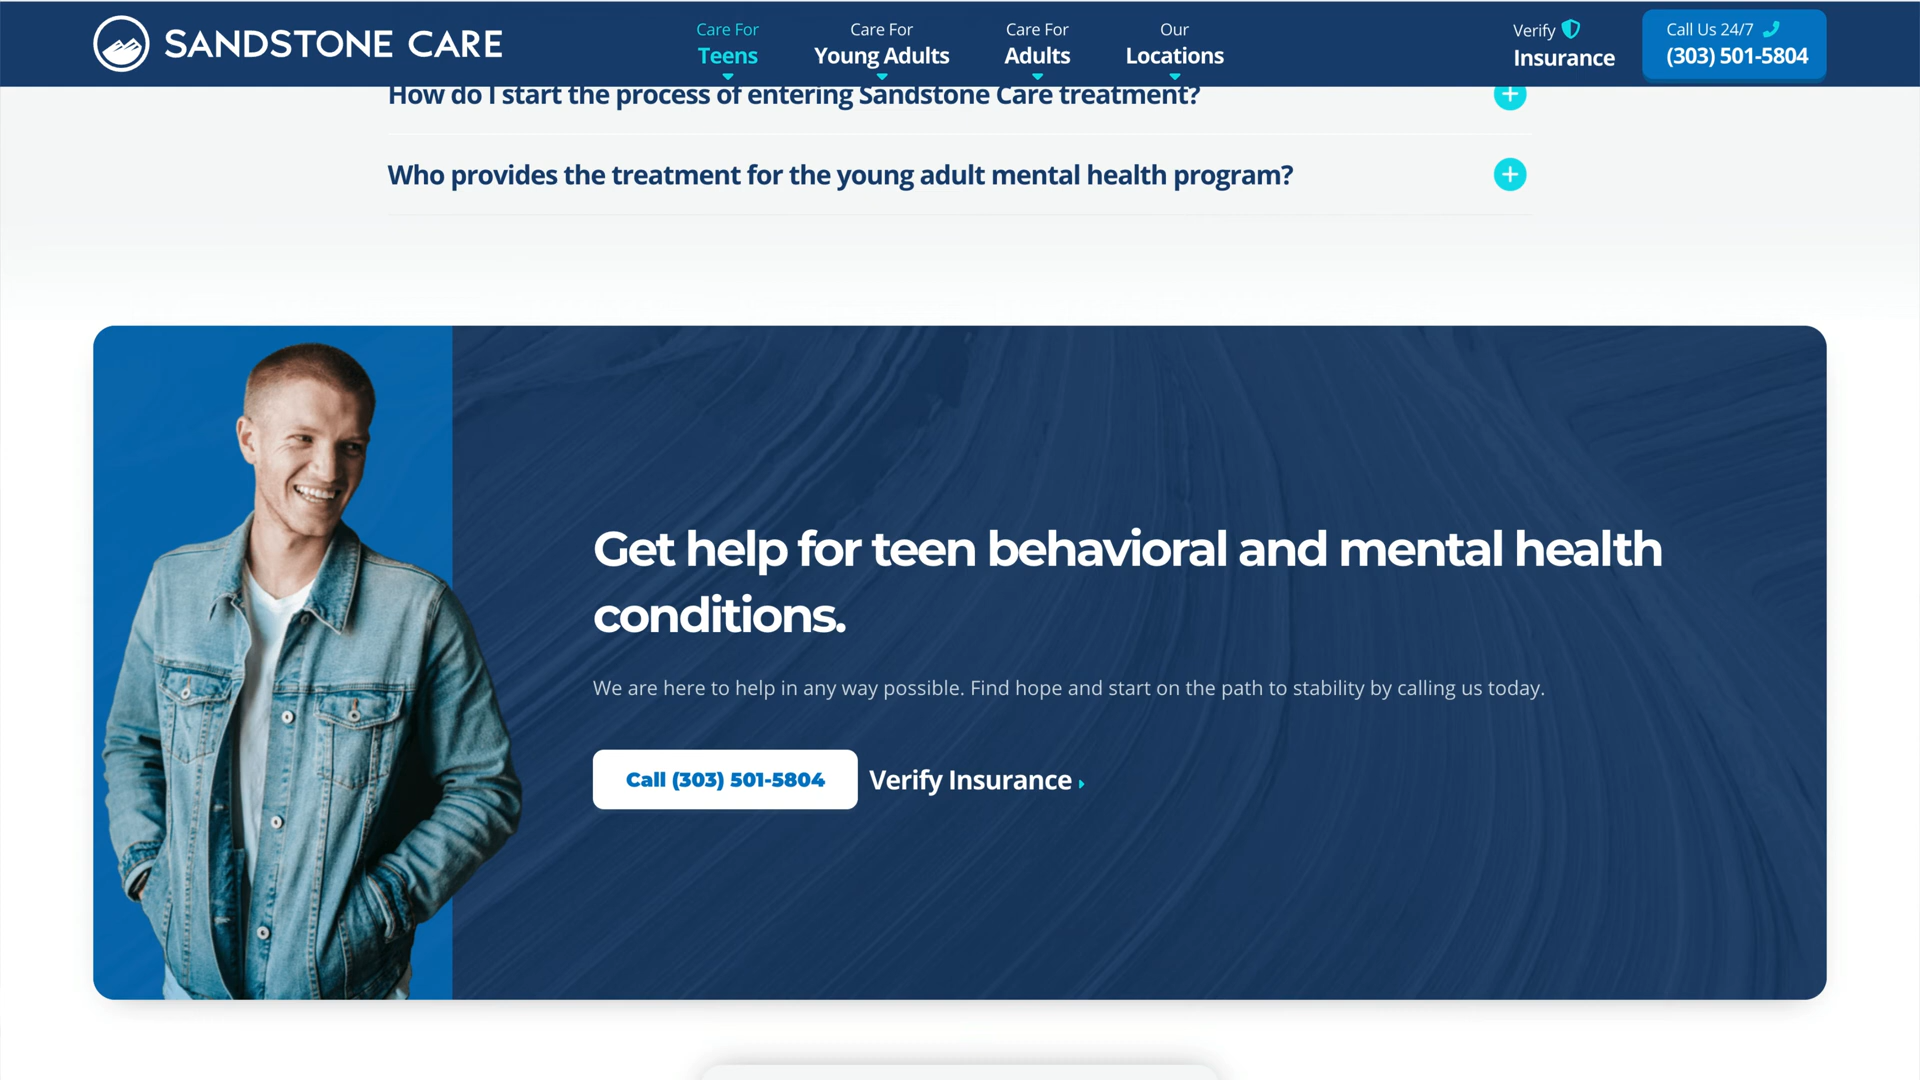 SANDSTONE CARE
Care For
Teens
Care For
Young Adults
Care For
Adults
Our
Locations
Verify
Insurance
Call Us 24/7
(303) 501-5804
How do I start the process of entering Sandstone Care treatment?
Who provides the treatment for the young adult mental health program?
Get help for teen behavioral and mental health
conditions.
We are here to help in any way possible. Find hope and start on the path to stability by calling us today.
Call (303) 501-5804
Verify Insurance